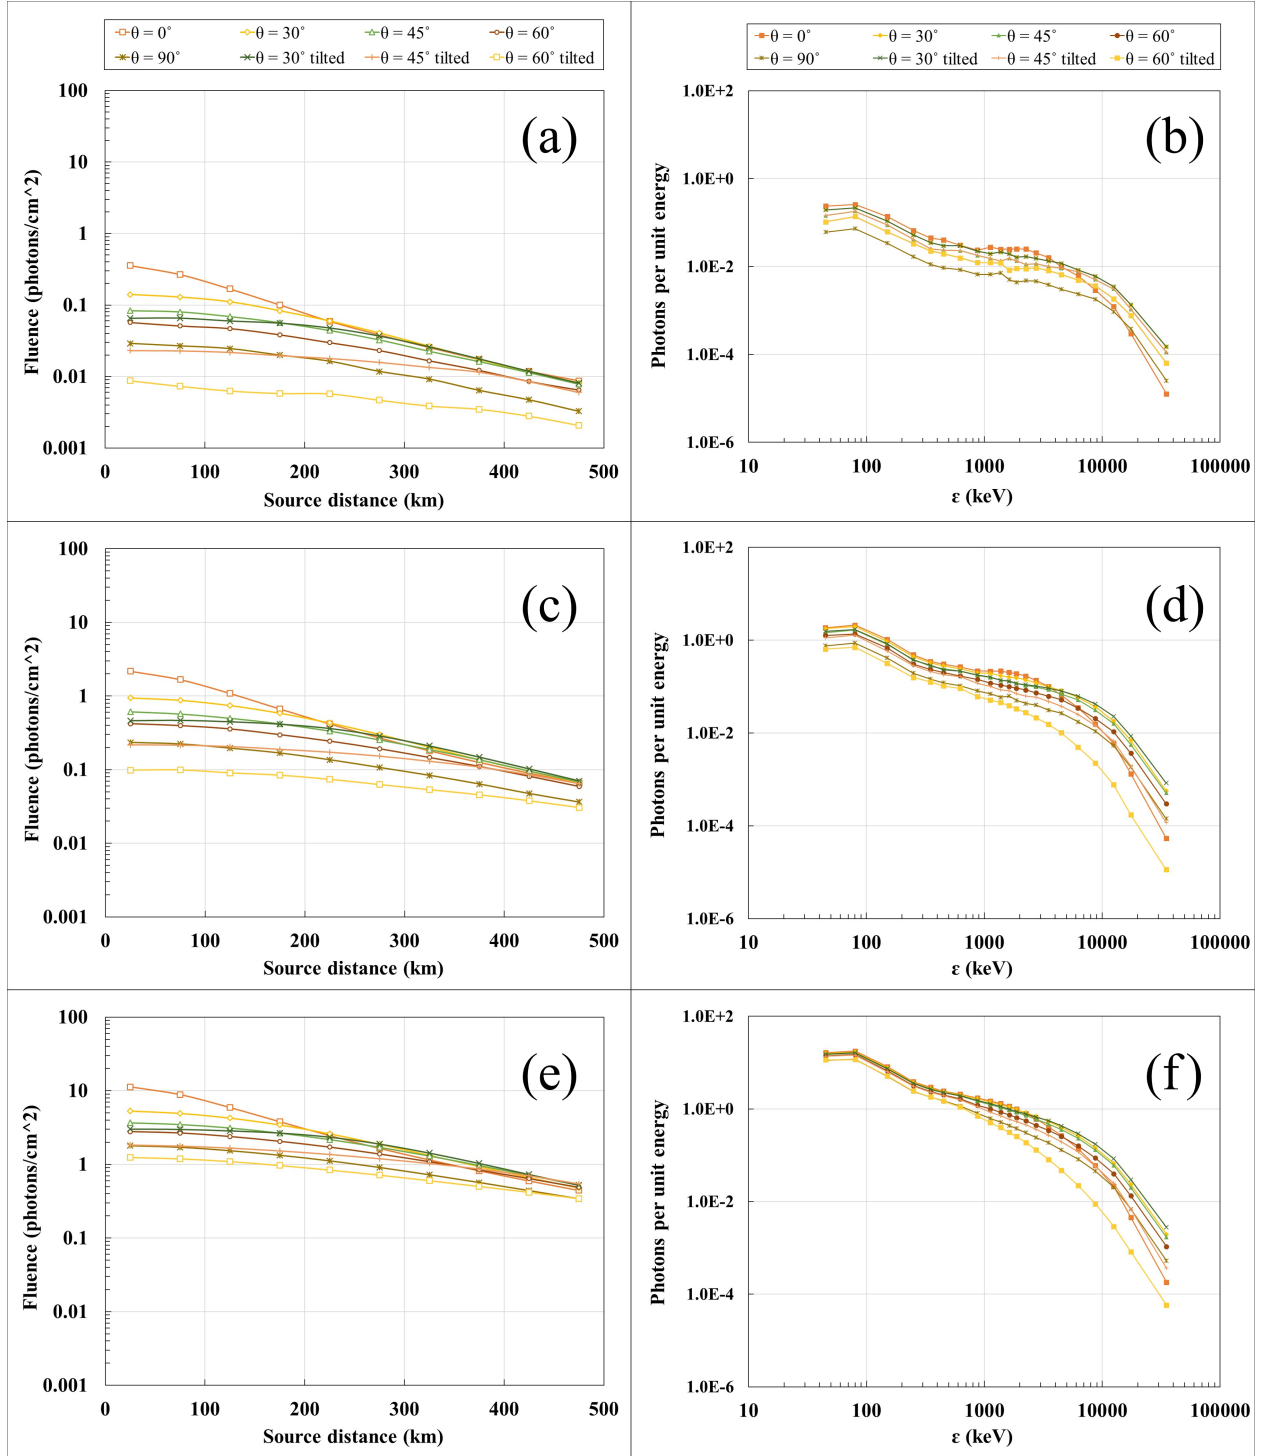 θ = 0˚ θ = 30˚ θ = 45˚ θ = 60˚
θ = 90˚ θ = 30˚ tilted θ = 45˚ tilted θ = 60˚ tilted
(a)
Fluence (photons/cm^2)
100
10
1
0.1
0.01
0.001
0 100 200 300 400 500
Source distance (km)
θ = 0˚ θ = 30˚ θ = 45˚ θ = 60˚
θ = 90˚ θ = 30˚ tilted θ = 45˚ tilted θ = 60˚ tilted
(b)
Photons per unit energy
1.0E+2
1.0E+0
1.0E-2
1.0E-4
1.0E-6
10 100 1000 10000 100000
ε (keV)
(c)
Fluence (photons/cm^2)
100
10
1
0.1
0.01
0.001
0 100 200 300 400 500
Source distance (km)
(d)
Photons per unit energy
1.0E+2
1.0E+0
1.0E-2
1.0E-4
1.0E-6
10 100 1000 10000 100000
ε (keV)
(e)
Fluence (photons/cm^2)
100
10
1
0.1
0.01
0.001
0 100 200 300 400 500
Source distance (km)
(f)
Photons per unit energy
1.0E+2
1.0E+0
1.0E-2
1.0E-4
1.0E-6
10 100 1000 10000 100000
ε (keV)